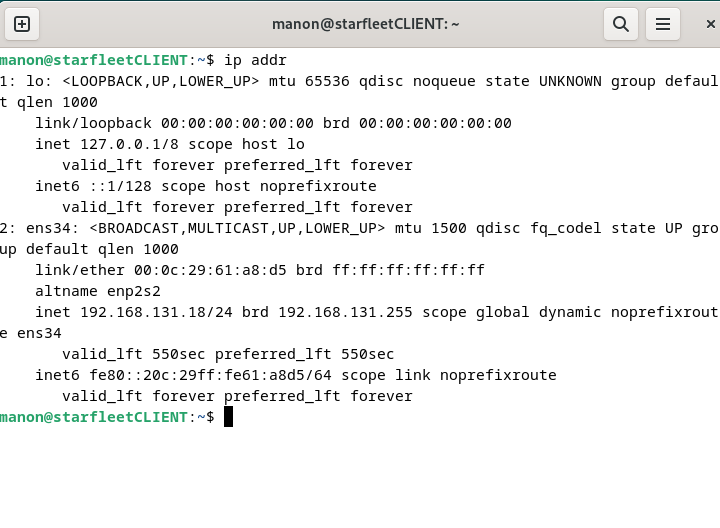 manon@starfleetCLIENT: ~
manon@starfleetCLIENT:~$ ip addr
1: lo: <LOOPBACK,UP,LOWER_UP> mtu 65536 qdisc noqueue state UNKNOWN group defaul
t qlen 1000
    link/loopback 00:00:00:00:00:00 brd 00:00:00:00:00:00
    inet 127.0.0.1/8 scope host lo
       valid_lft forever preferred_lft forever
    inet6 ::1/128 scope host noprefixroute
       valid_lft forever preferred_lft forever
2: ens34: <BROADCAST,MULTICAST,UP,LOWER_UP> mtu 1500 qdisc fq_codel state UP gro
up default qlen 1000
    link/ether 00:0c:29:61:a8:d5 brd ff:ff:ff:ff:ff:ff
    altname enp2s2
    inet 192.168.131.18/24 brd 192.168.131.255 scope global dynamic noprefixrout
e ens34
       valid_lft 550sec preferred_lft 550sec
    inet6 fe80::20c:29ff:fe61:a8d5/64 scope link noprefixroute
       valid_lft forever preferred_lft forever
manon@starfleetCLIENT:~$